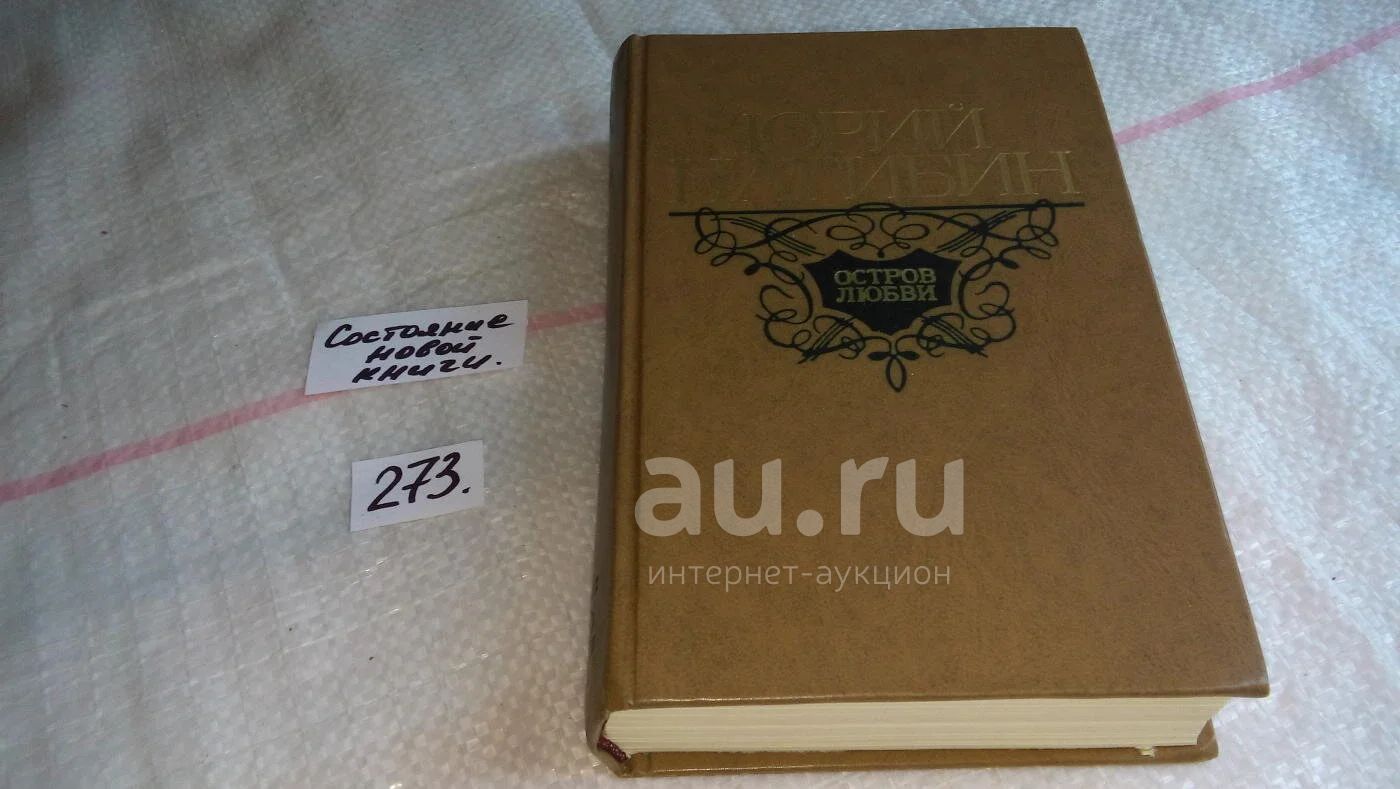 ЮРИЙ
НАГИБИН
ОСТРОВ
ЛЮБВИ
Состояние
новой
книги.
273.
au.ru
интернет-аукцион